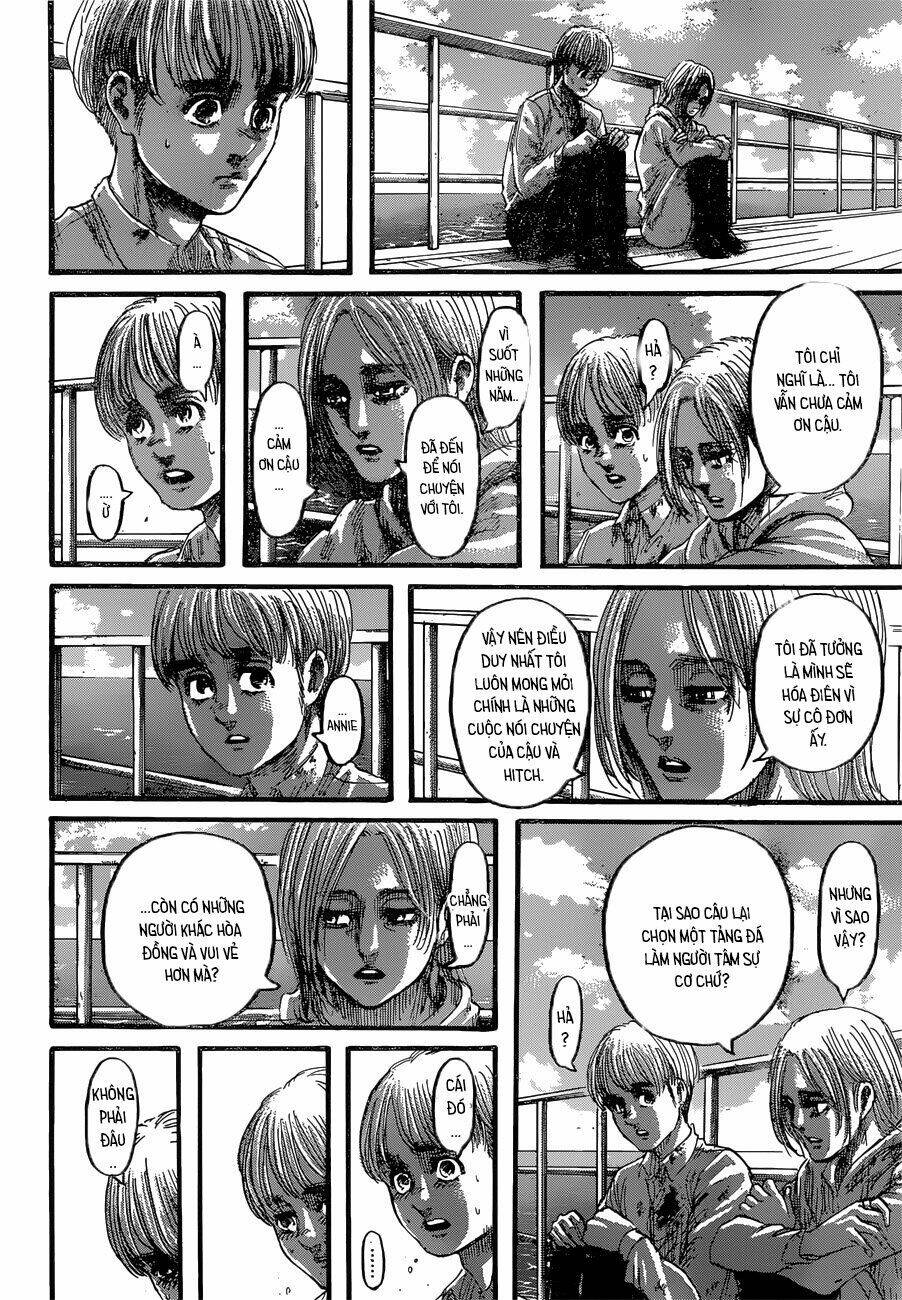 TÔI CHỈ
NGHĨ LÀ... TÔI
VẪN CHƯA CẢM
ƠN CẬU.
HẢ
?
VÌ
SUỐT
NHỮNG
NĂM..
ĐÃ ĐẾN
ĐỂ NÓI
CHUYỆN
VỚI TÔI.
...
CẢM
ƠN CẬU
...
À
...
...
Ừ
TÔI ĐÃ TƯỞNG
LÀ MÌNH SẼ
HÓA ĐIÊN VÌ
SỰ CÔ ĐƠN
ẤY.
VẬY NÊN ĐIỀU
DUY NHẤT TÔI
LUÔN MONG MỎI
CHÍNH LÀ NHỮNG
CUỘC NÓI CHUYỆN
CỦA CẬU VÀ
HITCH.
...
ANNIE
NHƯNG
VÌ SAO
VẬY?
TẠI SAO CÂU LẠI
CHỌN MỘT TẢNG ĐÁ
LÀM NGƯỜI TÂM SỰ
CƠ CHỨ?
HẢ
?
CHẲNG
PHẢI
...
...CÒN CÓ NHỮNG
NGƯỜI KHÁC HÒA
ĐỒNG VÀ VUI VẺ
HƠN MÀ?
CÁI
ĐÓ
...
......
KHÔNG
PHẢI
ĐÂU
..